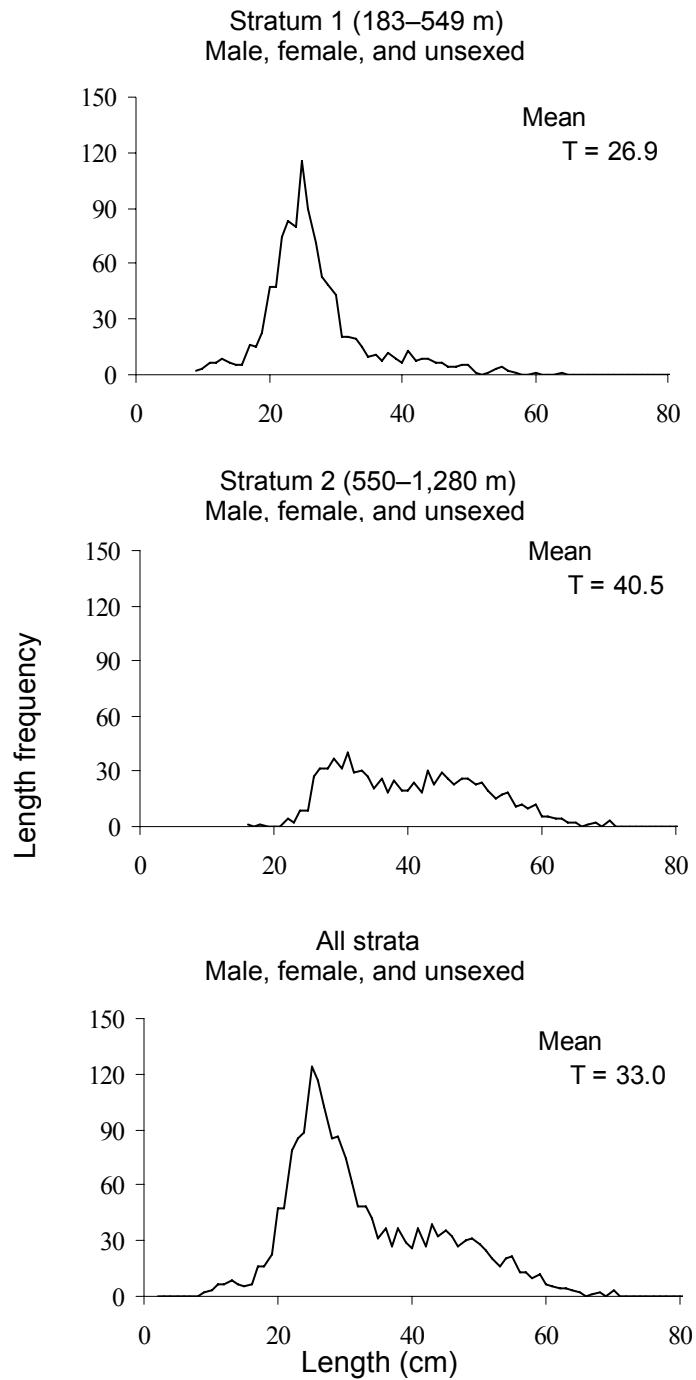 Stratum 1 (183–549 m)
Male, female, and unsexed
150
120
90
60
30
0
Mean
T = 26.9
0 20 40 60 80
Stratum 2 (550–1,280 m)
Male, female, and unsexed
150
120
90
60
30
0
Mean
T = 40.5
0 20 40 60 80
Length frequency
All strata
Male, female, and unsexed
150
120
90
60
30
0
Mean
T = 33.0
0 20 40 60 80
Length (cm)